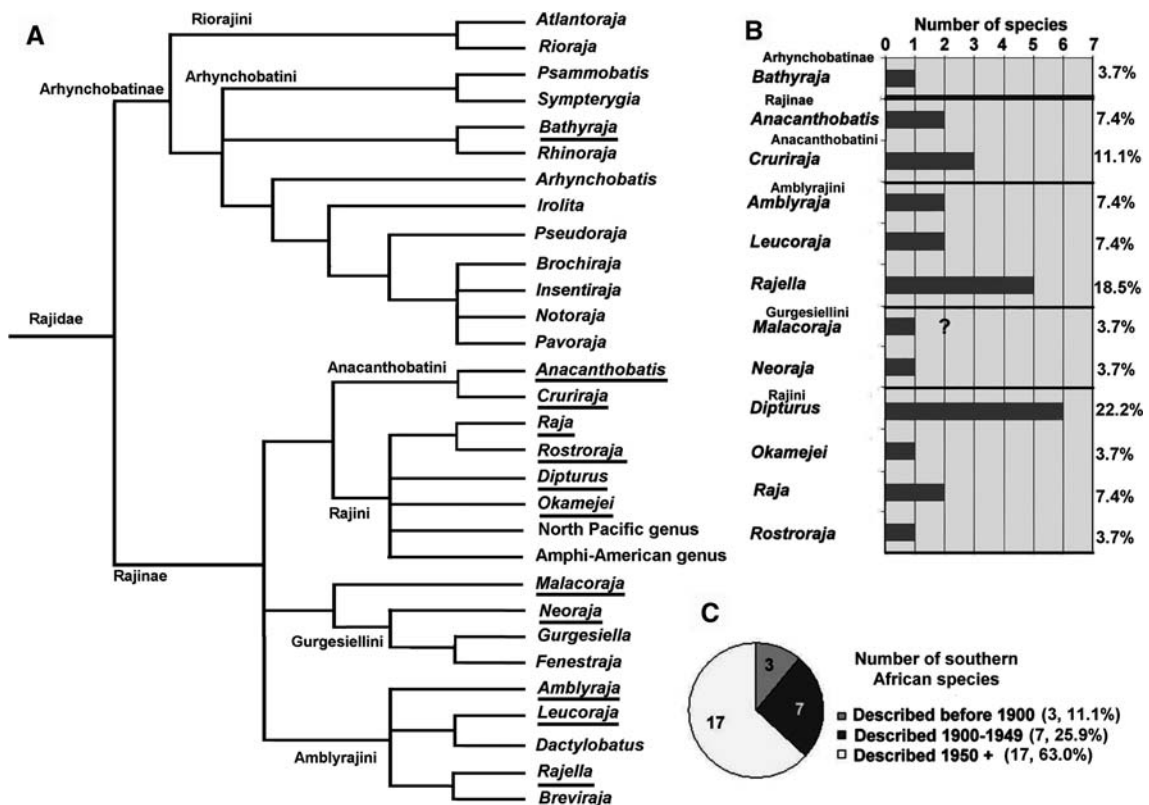 A
Riorajini
Atlantoraja
Rioraja
Arhynchobatinae
Arhynchobatini
Psammobatis
Sympterygia
Bathyraja
Rhinoraja
Arhynchobatis
Irolita
Pseudoraja
Brochiraja
Insentiraja
Notoraja
Pavoraja
Rajidae
Anacanthobatini
Anacanthobatis
Cruriraja
Raja
Rostroraja
Dipturus
Okamejei
Rajini
North Pacific genus
Amphi-American genus
Rajinae
Malacoraja
Neoraja
Gurgesiellini
Gurgesiella
Fenestraja
Amblyraja
Leucoraja
Dactylobatus
Amblyrajini
Rajella
Breviraja
B
Number of species
0 1 2 3 4 5 6 7
Arhynchobatinae
Bathyraja 3.7%
Rajinae
Anacanthobatis 7.4%
Anacanthobatini
Cruriraja 11.1%
Amblyrajini
Amblyraja 7.4%
Leucoraja 7.4%
Rajella 18.5%
Gurgesiellini
Malacoraja ? 3.7%
Neoraja 3.7%
Rajini
Dipturus 22.2%
Okamejei 3.7%
Raja 7.4%
Rostroraja 3.7%
C
3
7
17
Number of southern
African species
Described before 1900 (3, 11.1%)
Described 1900-1949 (7, 25.9%)
Described 1950 + (17, 63.0%)